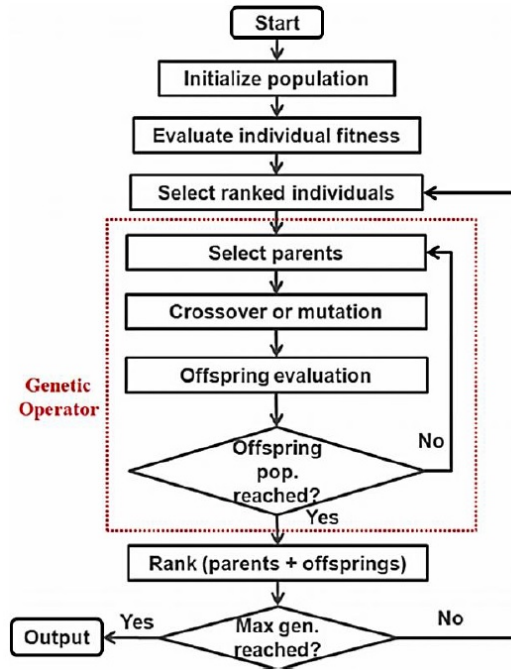 Start
Initialize population
Evaluate individual fitness
Select ranked individuals
Select parents
Crossover or mutation
Offspring evaluation
Genetic
Operator
Offspring
pop.
reached?
No
Yes
Rank (parents + offsprings)
Output
Yes
Max gen.
reached?
No